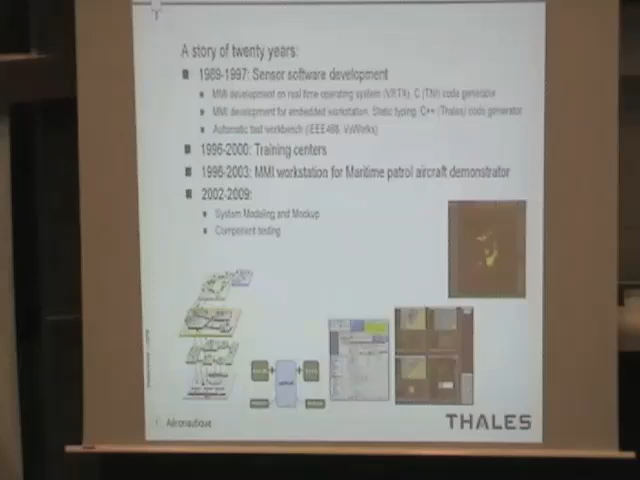 A story of twenty years:
1989-1997: Sensor software development
MMI development on real time operating system (VRTX), C (TNI) code generator
MMI development for embedded workstation. Static typing. C++ (Thales) code generator
Automatic test workbench (IEEE488, VxWorks)
1996-2000: Training centers
1996-2003: MMI workstation for Maritime patrol aircraft demonstrator
2002-2009:
System Modeling and Mockup
Component testing
Aéronautique
THALES